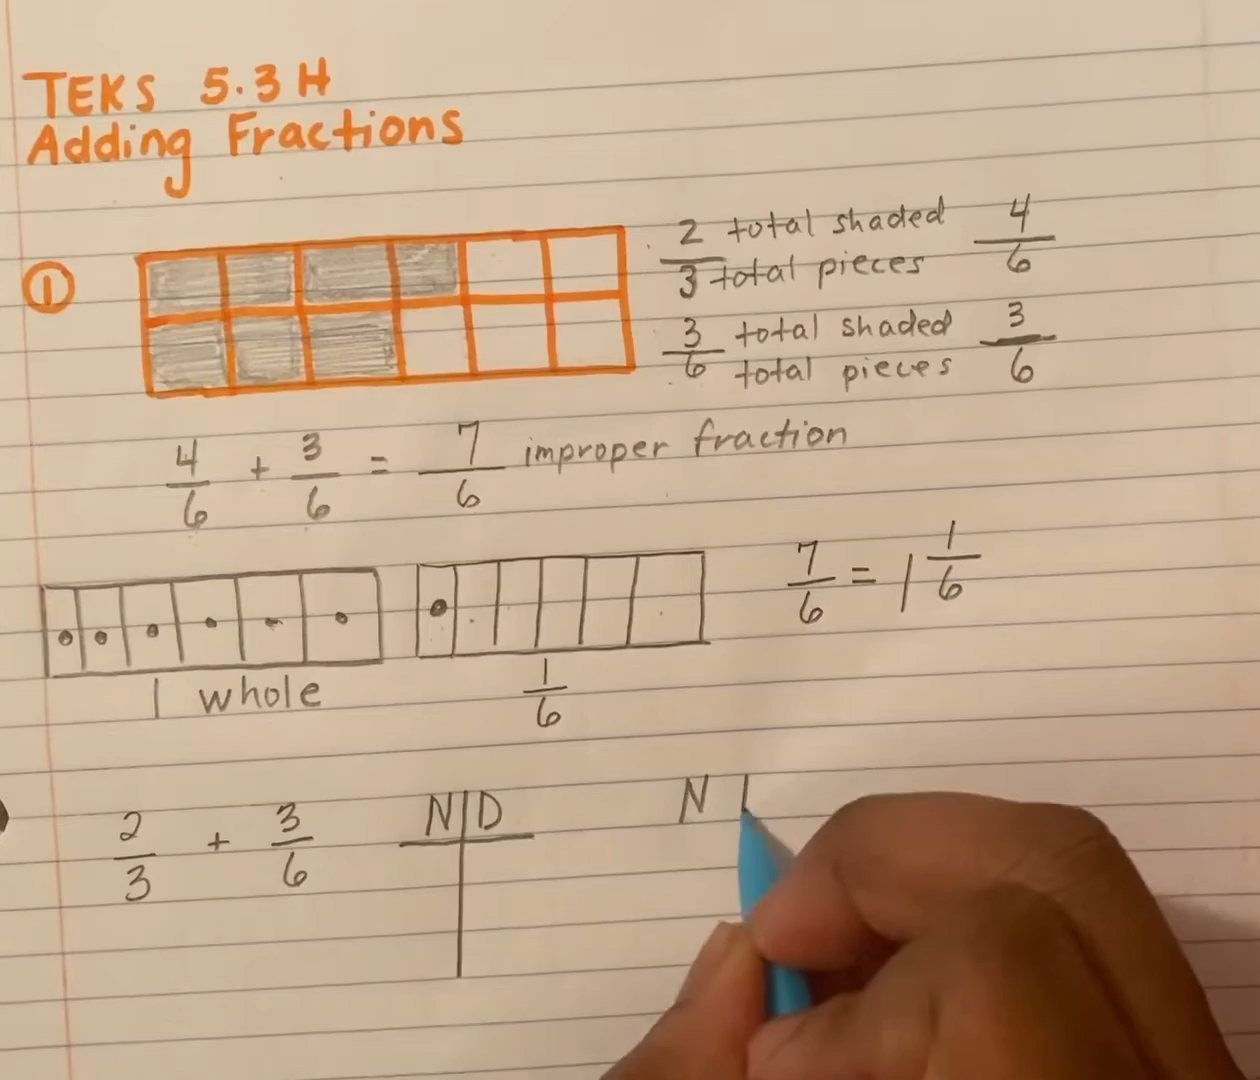 TEKS 5.3H
Adding Fractions
① 2/3 total shaded total pieces 4/6
3/6 total shaded total pieces 3/6
4/6 + 3/6 = 7/6 improper fraction
7/6 = 1 1/6
1 whole 1/6
2/3 + 3/6 N|D N